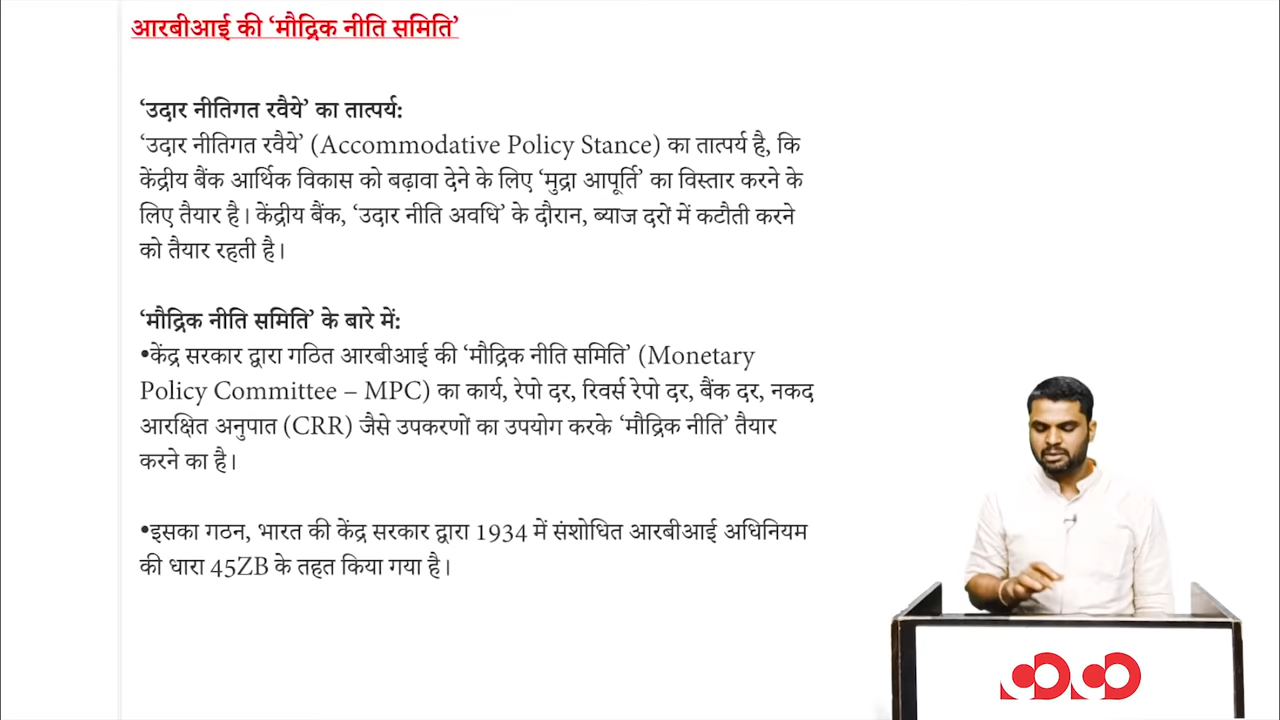 आरबीआई की ‘मौद्रिक नीति समिति’
‘उदार नीतिगत रवैये’ का तात्पर्य:
‘उदार नीतिगत रवैये’ (Accommodative Policy Stance) का तात्पर्य है, कि
केंद्रीय बैंक आर्थिक विकास को बढ़ावा देने के लिए ‘मुद्रा आपूर्ति’ का विस्तार करने के
लिए तैयार है। केंद्रीय बैंक, ‘उदार नीति अवधि’ के दौरान, ब्याज दरों में कटौती करने
को तैयार रहती है।
‘मौद्रिक नीति समिति’ के बारे में:
•केंद्र सरकार द्वारा गठित आरबीआई की ‘मौद्रिक नीति समिति’ (Monetary
Policy Committee – MPC) का कार्य, रेपो दर, रिवर्स रेपो दर, बैंक दर, नकद
आरक्षित अनुपात (CRR) जैसे उपकरणों का उपयोग करके ‘मौद्रिक नीति’ तैयार
करने का है।
•इसका गठन, भारत की केंद्र सरकार द्वारा 1934 में संशोधित आरबीआई अधिनियम
की धारा 45ZB के तहत किया गया है।